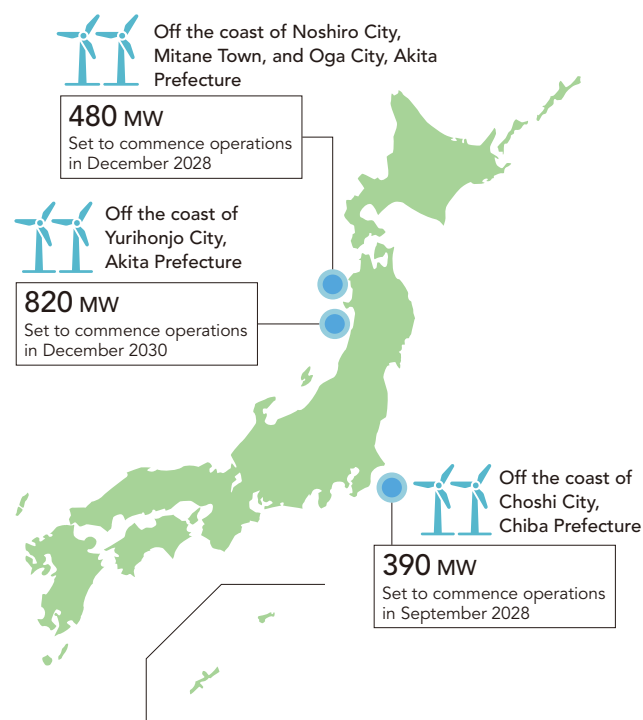 Off the coast of Noshiro City,
Mitane Town, and Oga City, Akita
Prefecture
480 MW
Set to commence operations
in December 2028
Off the coast of
Yurihonjo City,
Akita Prefecture
820 MW
Set to commence operations
in December 2030
Off the coast of
Choshi City,
Chiba Prefecture
390 MW
Set to commence operations
in September 2028